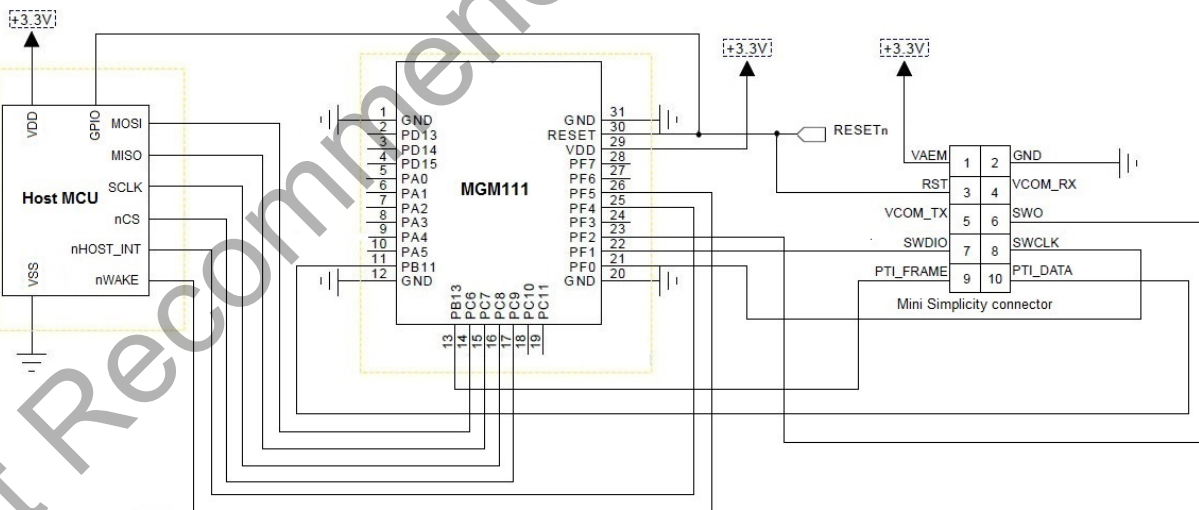 +3.3V
+3.3V
+3.3V
Host MCU
VDD
GPIO
VSS
MOSI
MISO
SCLK
nCS
nHOST_INT
nWAKE
MGM111
1 GND
2 PD13
3 PD14
4 PD15
5 PA0
6 PA1
7 PA2
8 PA3
9 PA4
10 PA5
11 PB11
12 GND
13 PB13
14 PC6
15 PC7
16 PC8
17 PC9
18 PC10
19 PC11
GND 31
RESET 30
VDD 29
PF7 28
PF6 27
PF5 26
PF4 25
PF3 24
PF2 23
PF1 22
PF0 21
GND 20
RESETn
VAEM 1 2 GND
RST 3 4 VCOM_RX
VCOM_TX 5 6 SWO
SWDIO 7 8 SWCLK
PTI_FRAME 9 10 PTI_DATA
Mini Simplicity connector